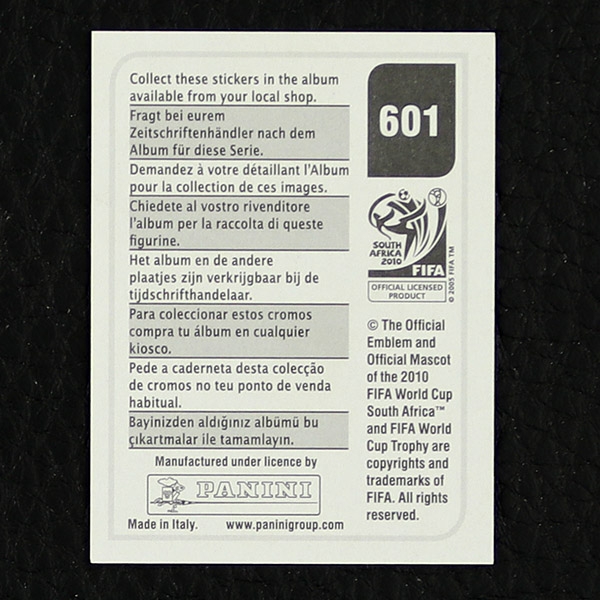 Collect these stickers in the album
available from your local shop.
Fragt bei eurem
Zeitschriftenhändler nach dem
Album für diese Serie.
Demandez à votre détaillant l'Album
pour la collection de ces images.
Chiedete al vostro rivenditore
l'album per la raccolta di queste
figurine.
Het album en de andere
plaatjes zijn verkrijgbaar bij de
tijdschrifthandelaar.
Para coleccionar estos cromos
compra tu álbum en cualquier
kiosco.
Pede a caderneta desta colecção
de cromos no teu ponto de venda
habitual.
Bayinizden aldığınız albümü bu
çıkartmalar ile tamamlayın.
Manufactured under licence by
PANINI
Made in Italy. www.paninigroup.com
601
SOUTH
AFRICA
2010
FIFA
OFFICIAL LICENSED
PRODUCT
© 2005 FIFA TM
© The Official
Emblem and
Official Mascot
of the 2010
FIFA World Cup
South Africa™
and FIFA World
Cup Trophy are
copyrights and
trademarks of
FIFA. All rights
reserved.